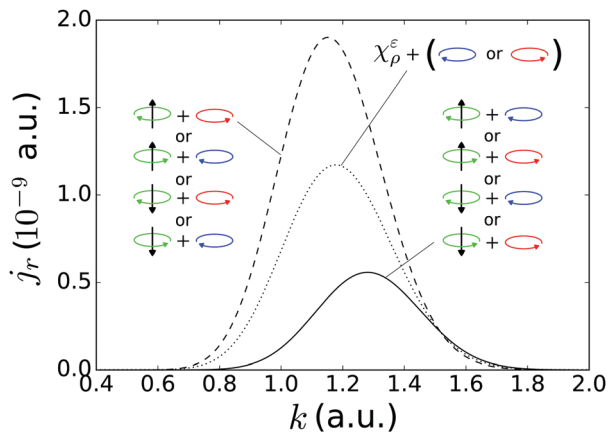 2.0
1.5
1.0
0.5
0.0
j_r (10^{-9} a.u.)
0.4 0.6 0.8 1.0 1.2 1.4 1.6 1.8 2.0
k (a.u.)
+
or
+
or
+
or
+
χ_ρ^ε + ( or )
+
or
+
or
+
or
+